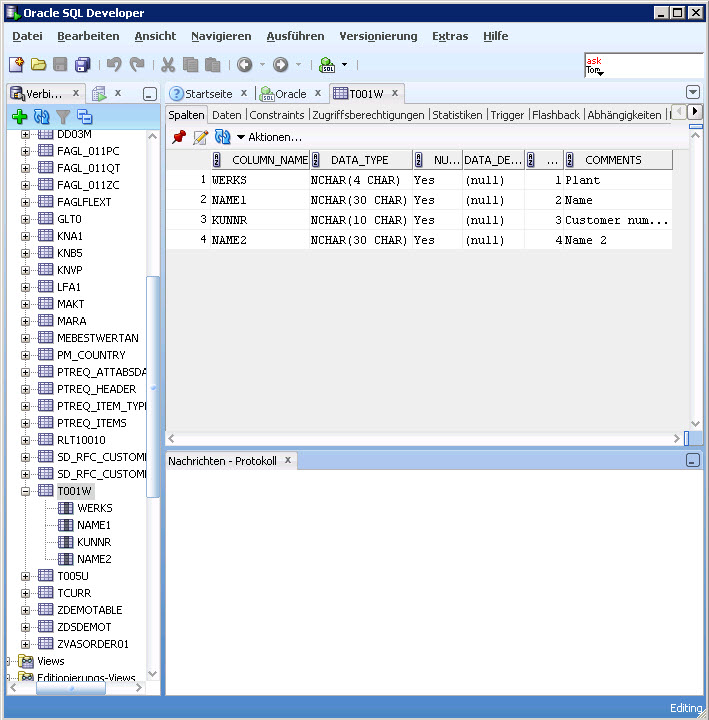 Oracle SQL Developer
Datei Bearbeiten Ansicht Navigieren Ausführen Versionierung Extras Hilfe
SQL
ask
Tom
Verbi... x
x
Startseite x
Oracle x
T001W x
Spalten Daten Constraints Zugriffsberechtigungen Statistiken Trigger Flashback Abhängigkeiten
Aktionen...
COLUMN_NAME DATA_TYPE NU... DATA_DE... ... COMMENTS
1 WERKS NCHAR(4 CHAR) Yes (null) 1 Plant
2 NAME1 NCHAR(30 CHAR) Yes (null) 2 Name
3 KUNNR NCHAR(10 CHAR) Yes (null) 3 Customer num...
4 NAME2 NCHAR(30 CHAR) Yes (null) 4 Name 2
DD03M
FAGL_011PC
FAGL_011QT
FAGL_011ZC
FAGLFLEXT
GLT0
KNA1
KNB5
KNVP
LFA1
MAKT
MARA
MEBESTWERTAN
PM_COUNTRY
PTREQ_ATTABSDA
PTREQ_HEADER
PTREQ_ITEM_TYPE
PTREQ_ITEMS
RLT10010
SD_RFC_CUSTOME
SD_RFC_CUSTOME
T001W
WERKS
NAME1
KUNNR
NAME2
T005U
TCURR
ZDEMOTABLE
ZDSDEMOT
ZVASORDER01
Views
Editionierungs-Views
Nachrichten - Protokoll x
Editing